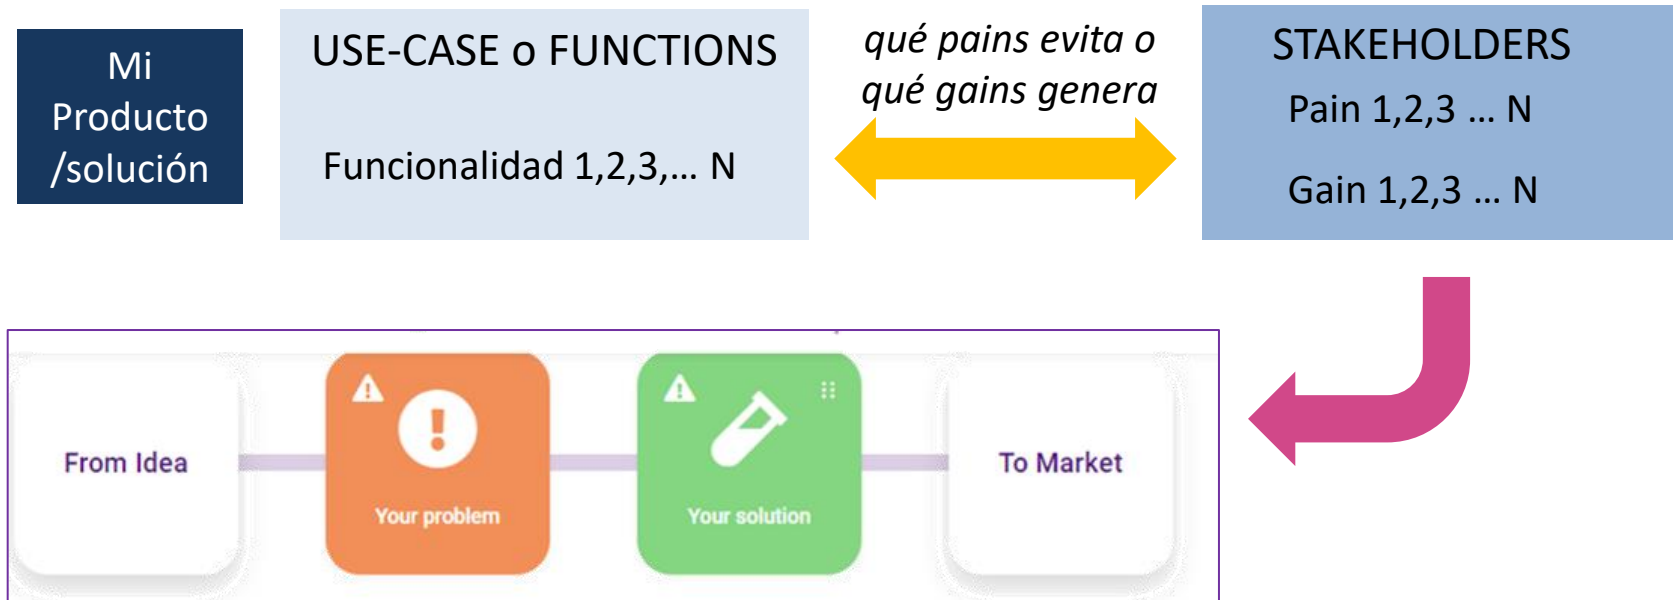 Mi
Producto
/solución
USE-CASE o FUNCTIONS
Funcionalidad 1,2,3,... N
qué pains evita o
qué gains genera
STAKEHOLDERS
Pain 1,2,3 ... N
Gain 1,2,3 ... N
From Idea
Your problem
Your solution
To Market